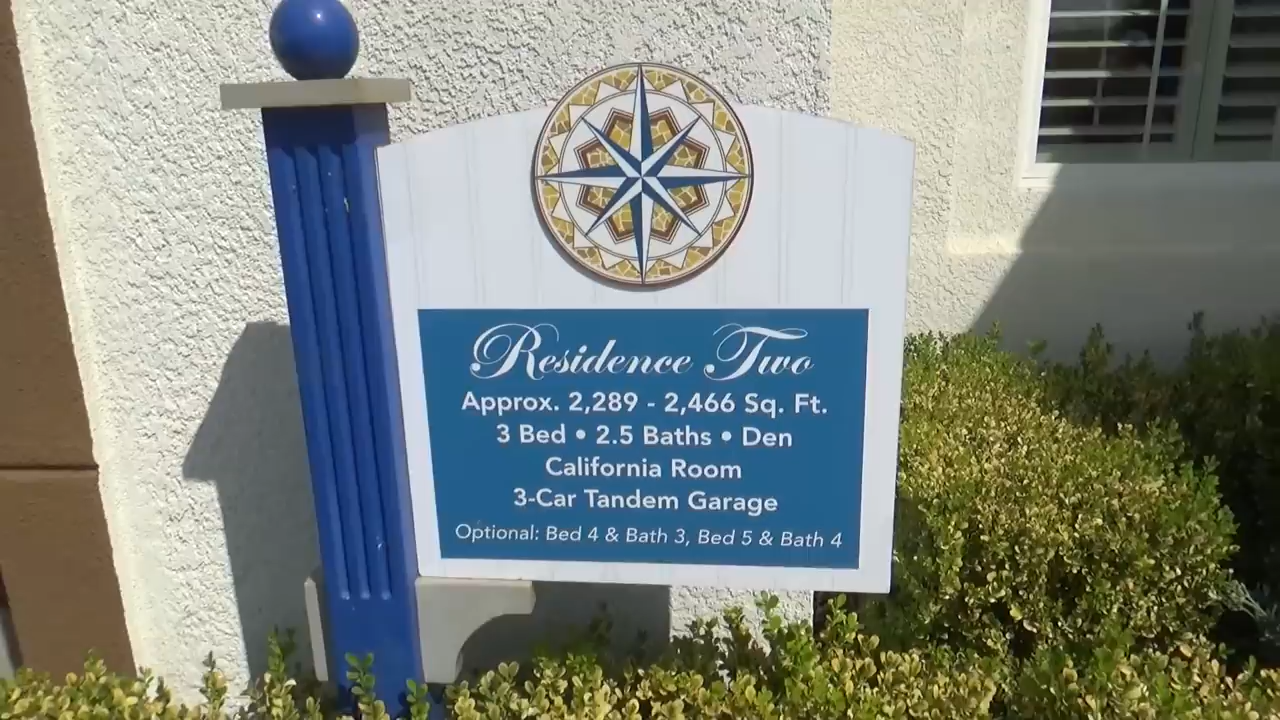 Residence Two
Approx. 2,289 - 2,466 Sq. Ft.
3 Bed • 2.5 Baths • Den
California Room
3-Car Tandem Garage
Optional: Bed 4 & Bath 3, Bed 5 & Bath 4